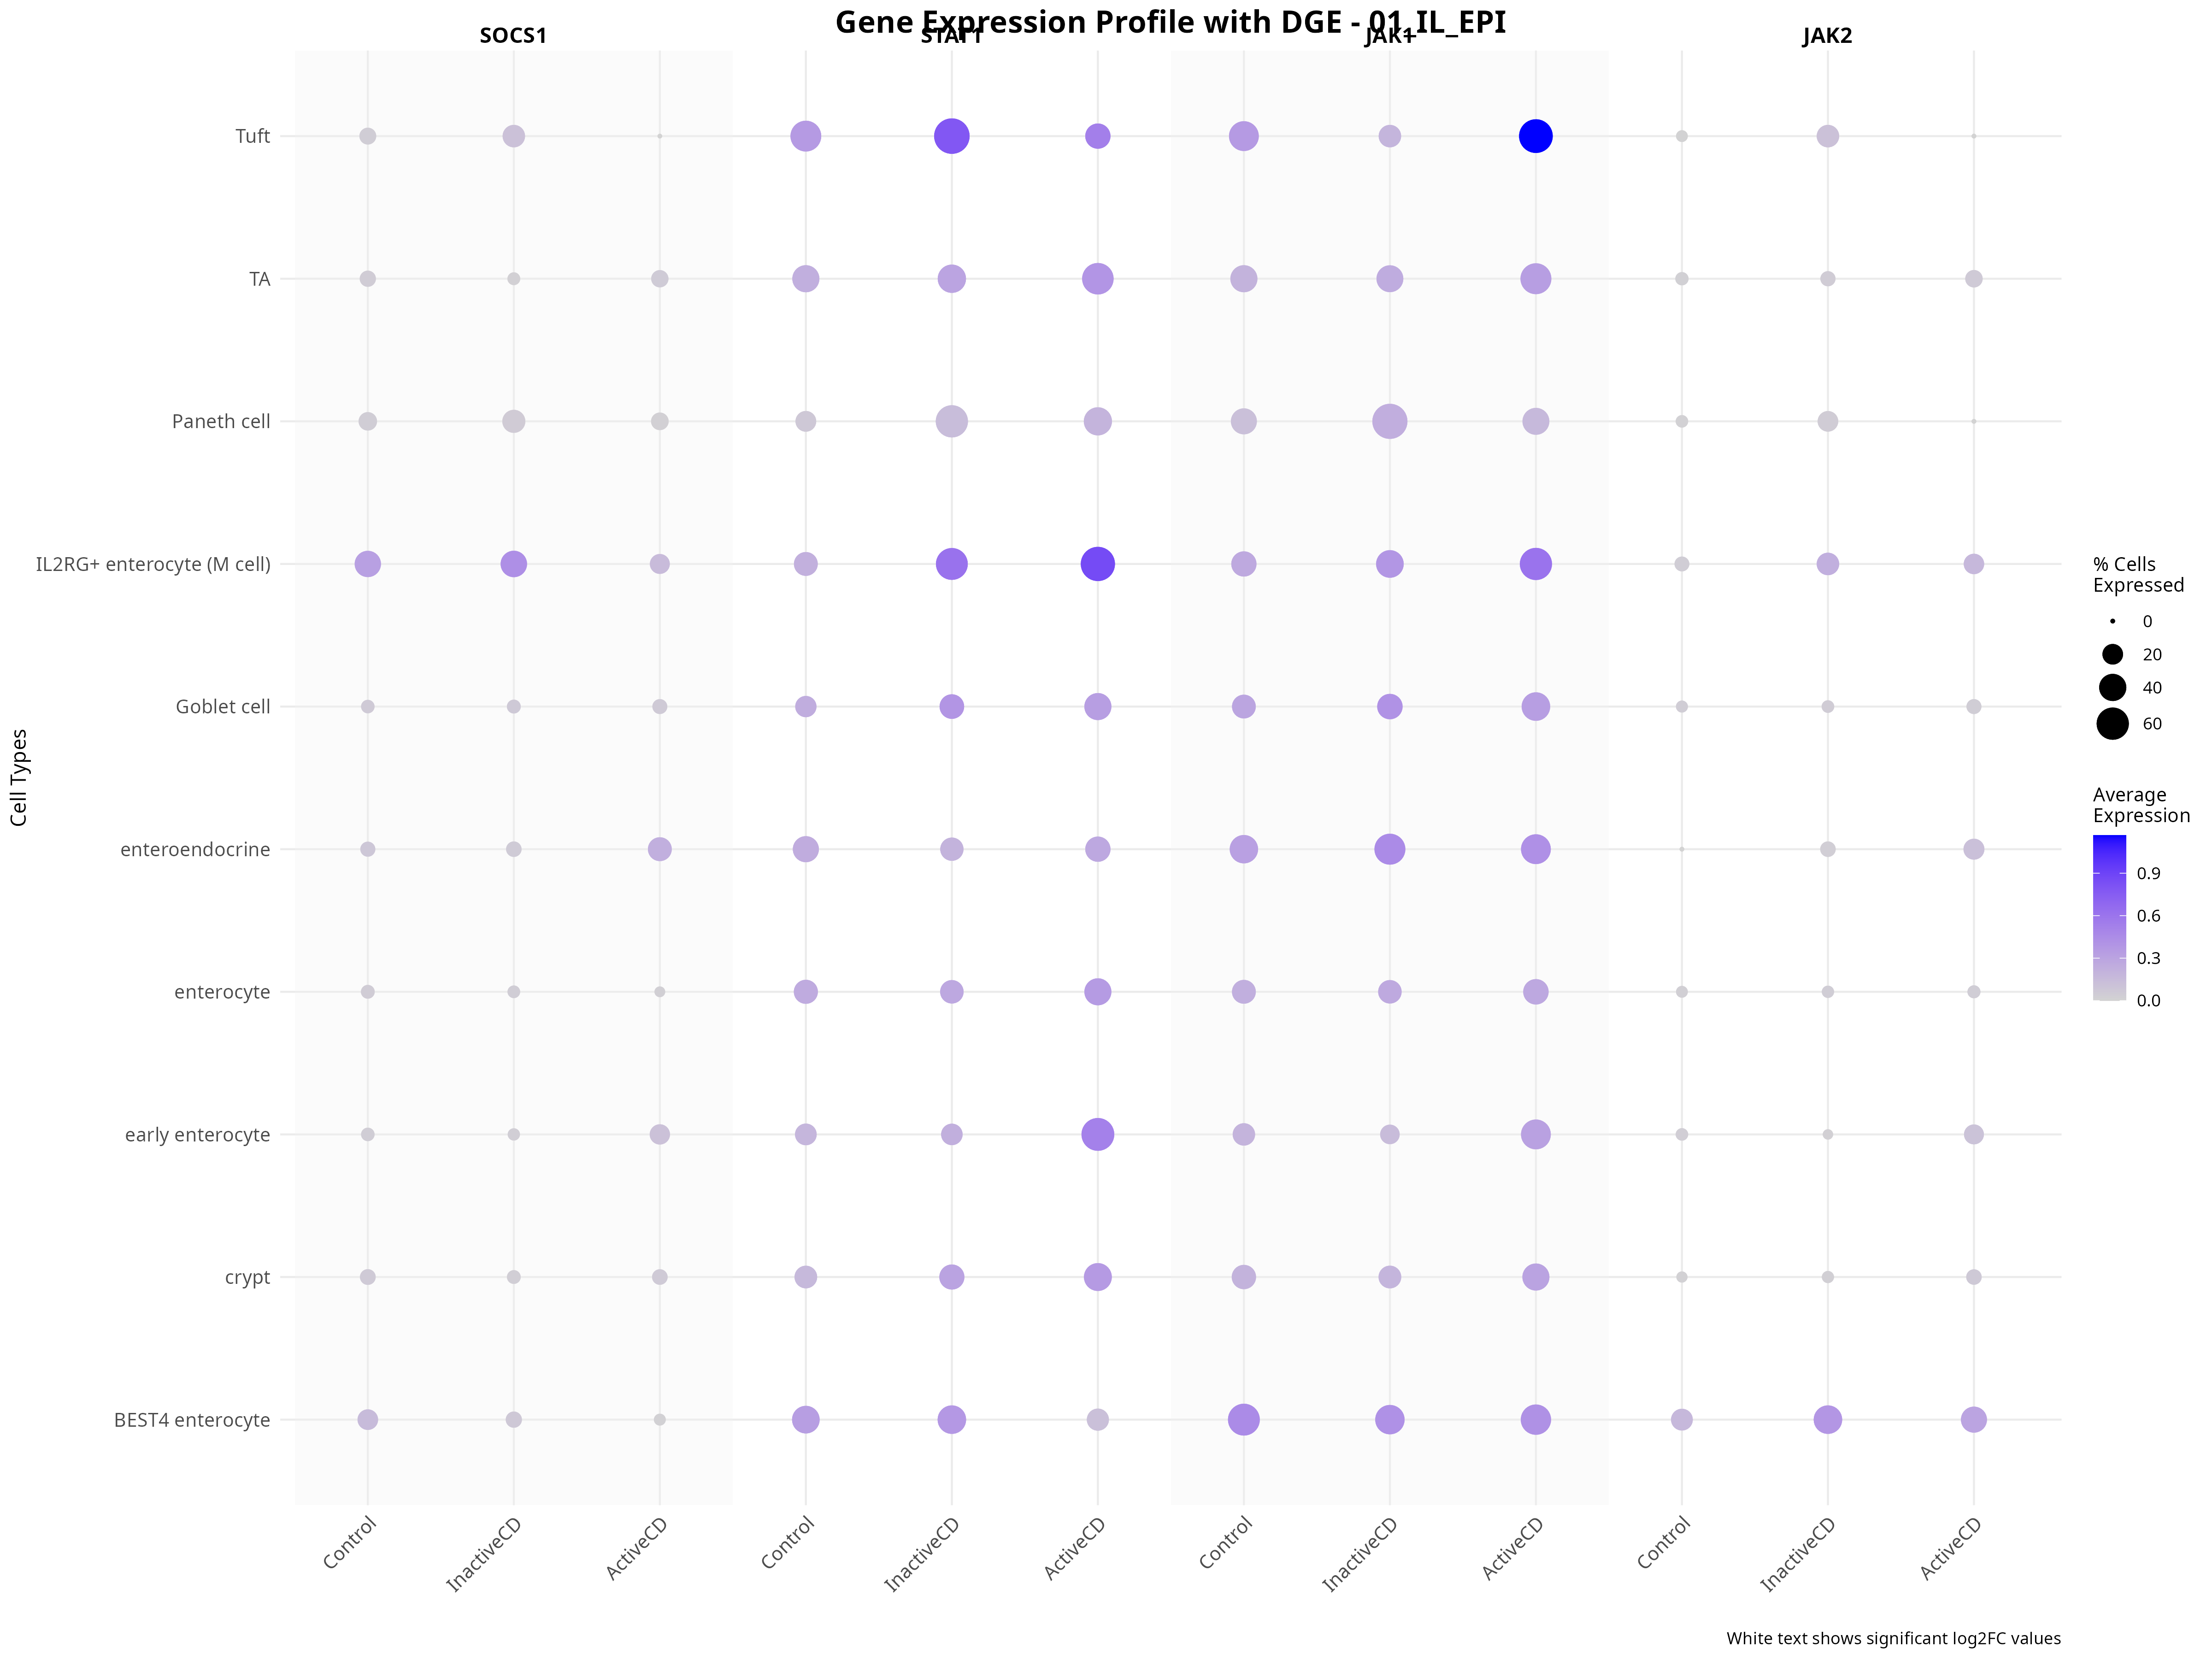 Gene Expression Profile with DGE - 01_IL_EPI
SOCS1
STAT1
JAK1
JAK2
Cell Types
Tuft
TA
Paneth cell
IL2RG+ enterocyte (M cell)
Goblet cell
enteroendocrine
enterocyte
early enterocyte
crypt
BEST4 enterocyte
Control
InactiveCD
ActiveCD
Control
InactiveCD
ActiveCD
Control
InactiveCD
ActiveCD
Control
InactiveCD
ActiveCD
% Cells
Expressed
0
20
40
60
Average
Expression
0.9
0.6
0.3
0.0
White text shows significant log2FC values